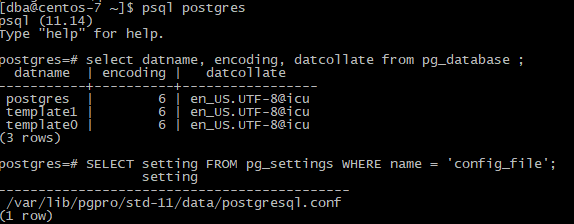 [dba@centos-7 ~]$ psql postgres
psql (11.14)
Type "help" for help.
postgres=# select datname, encoding, datcollate from pg_database ;
datname | encoding | datcollate
-----------+----------+-----------------
postgres | 6 | en_US.UTF-8@icu
template1 | 6 | en_US.UTF-8@icu
template0 | 6 | en_US.UTF-8@icu
(3 rows)
postgres=# SELECT setting FROM pg_settings WHERE name = 'config_file';
setting
-------------------------------------------
/var/lib/pgpro/std-11/data/postgresql.conf
(1 row)